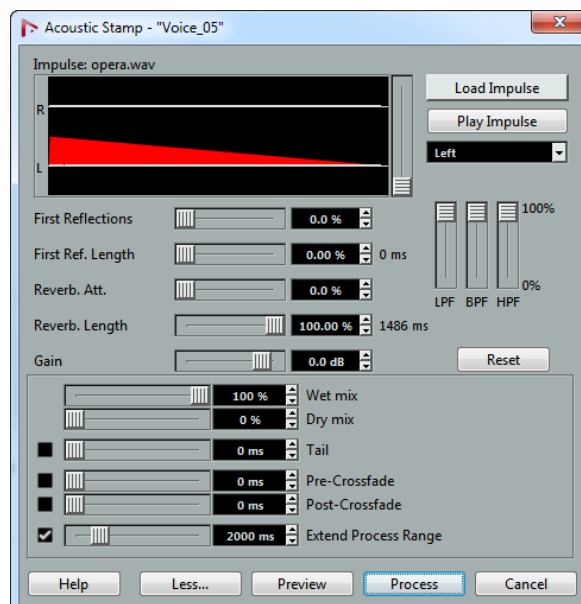 Acoustic Stamp - "Voice_05"
Impulse: opera.wav
R
L
Load Impulse
Play Impulse
Left
First Reflections 0.0 %
First Ref. Length 0.00 % 0 ms
Reverb. Att. 0.0 %
Reverb. Length 100.00 % 1486 ms
Gain 0.0 dB
100%
0%
LPF BPF HPF
Reset
100 % Wet mix
0 % Dry mix
0 ms Tail
0 ms Pre-Crossfade
0 ms Post-Crossfade
2000 ms Extend Process Range
Help Less... Preview Process Cancel